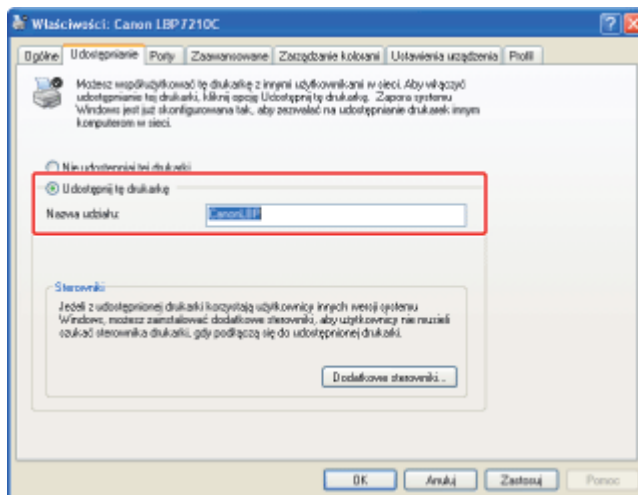 Właściwości: Canon LBP7210C
Ogólne Udostępnianie Porty Zaawansowane Zarządzanie kolorami Ustawienia urządzenia Profil
Możesz współużytkować tę drukarkę z innymi użytkownikami w sieci. Aby włączyć
udostępnianie tej drukarki, kliknij opcję Udostępnij tę drukarkę. Zapora systemu
Windows jest już skonfigurowana tak, aby zezwalać na udostępnianie drukarek innym
komputerom w sieci.
Nie udostępniaj tej drukarki
Udostępnij tę drukarkę
Nazwa udziału: CanonLBP
Sterowniki
Jeżeli z udostępnionej drukarki korzystają użytkownicy innych wersji systemu
Windows, możesz zainstalować dodatkowe sterowniki, aby użytkownicy nie musieli
szukać sterownika drukarki, gdy podłączą się do udostępnionej drukarki.
Dodatkowe sterowniki...
OK Anuluj Zastosuj Pomoc